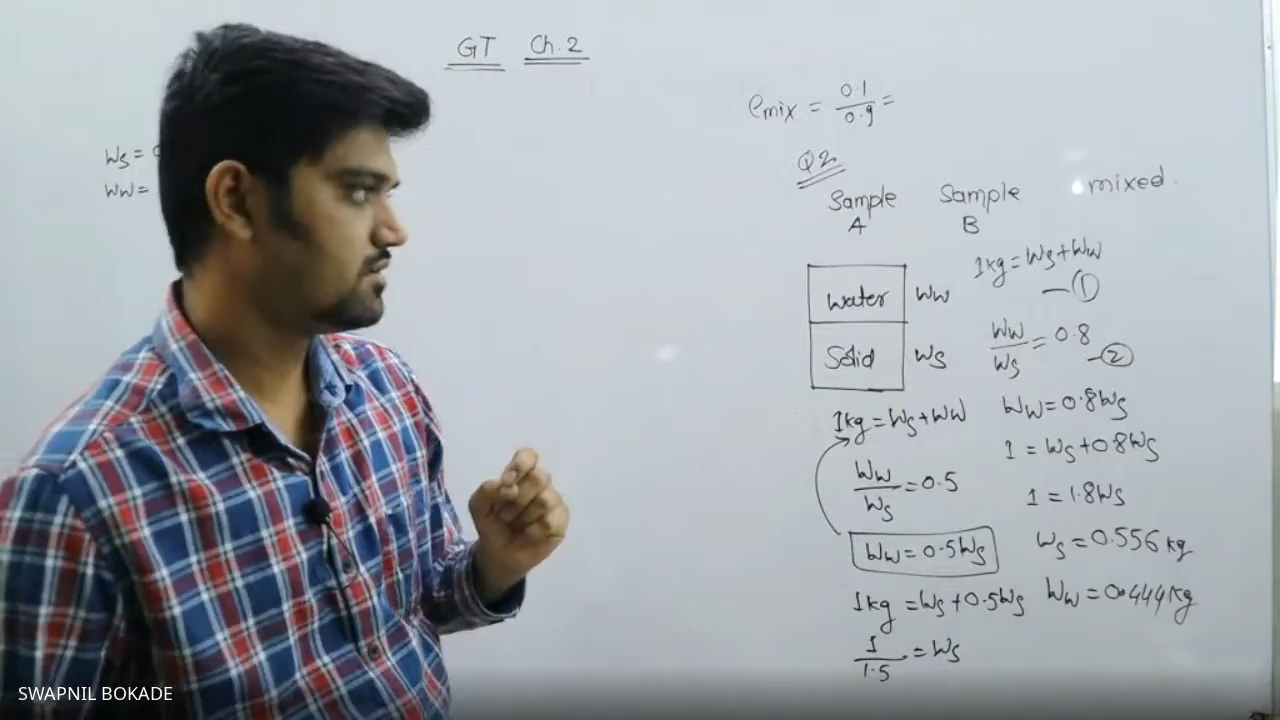 GT Ch.2
Ws =
Ww =
emix = 0.1/0.9 =
Q2
Sample A
Sample B
mixed.
water Ww
Solid Ws
1kg = Ws+Ww
Ww/Ws = 0.5
Ww = 0.5Ws
1kg = Ws+0.5Ws
1/1.5 = Ws
1kg = Ws+Ww —①
Ww/Ws = 0.8 —②
Ww = 0.8Ws
1 = Ws+0.8Ws
1 = 1.8Ws
Ws = 0.556 kg
Ww = 0.444 kg
SWAPNIL BOKADE